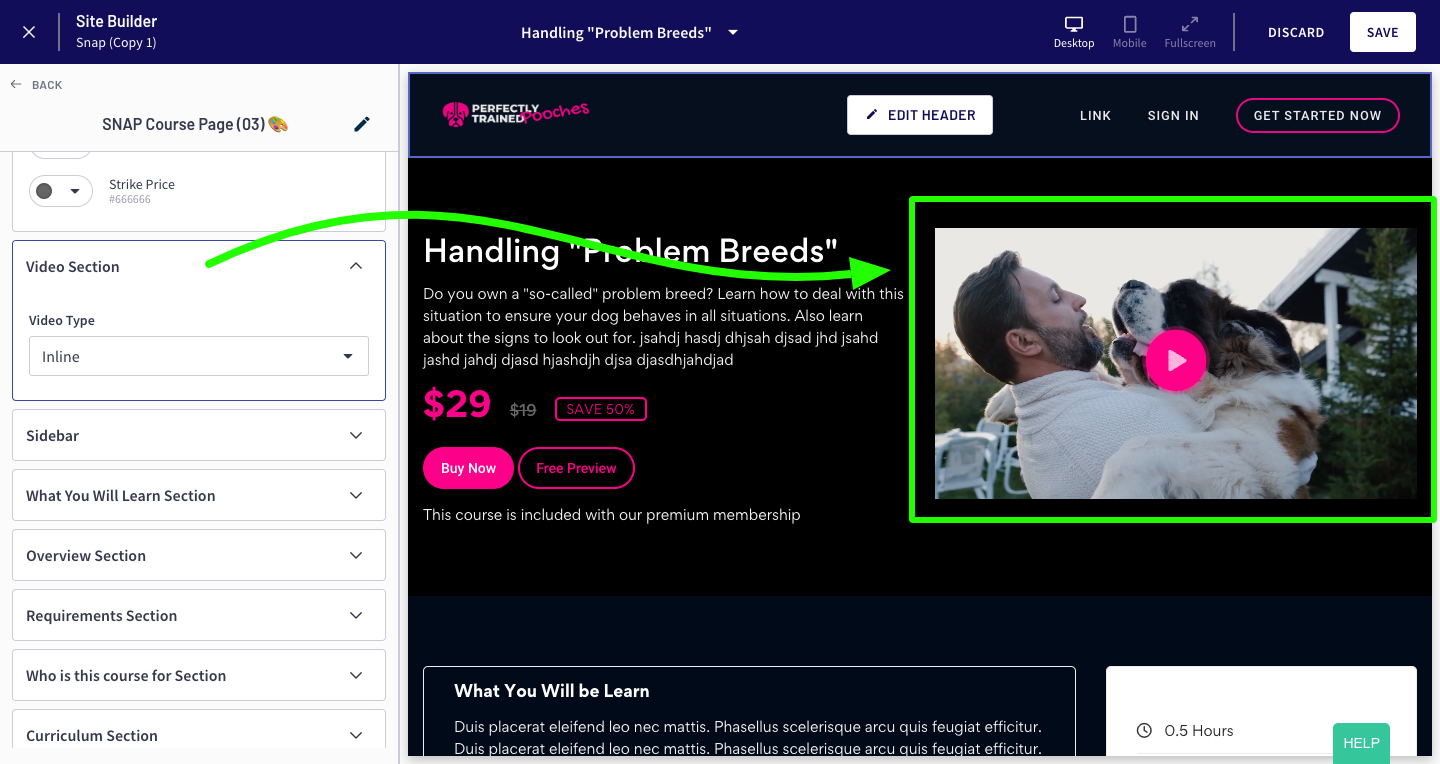 Site Builder
Snap (Copy 1)
Handling "Problem Breeds"
Desktop
Mobile
Fullscreen
DISCARD
SAVE
BACK
SNAP Course Page (03) 🎨
Strike Price
#666666
Video Section
Video Type
Inline
Sidebar
What You Will Learn Section
Overview Section
Requirements Section
Who is this course for Section
Curriculum Section
PERFECTLY
TRAINED Pooches
EDIT HEADER
LINK
SIGN IN
GET STARTED NOW
Handling "Problem Breeds"
Do you own a "so-called" problem breed? Learn how to deal with this
situation to ensure your dog behaves in all situations. Also learn
about the signs to look out for. jsahdj hasdj dhjsah djsad jhd jsahd
jashd jahdj djasd hjashdjh djsa djasdhjahdjad
$29 $19 SAVE 50%
Buy Now
Free Preview
This course is included with our premium membership
What You Will be Learn
Duis placerat eleifend leo nec mattis. Phasellus scelerisque arcu quis feugiat efficitur.
Duis placerat eleifend leo nec mattis. Phasellus scelerisque arcu quis feugiat efficitur.
0.5 Hours
HELP